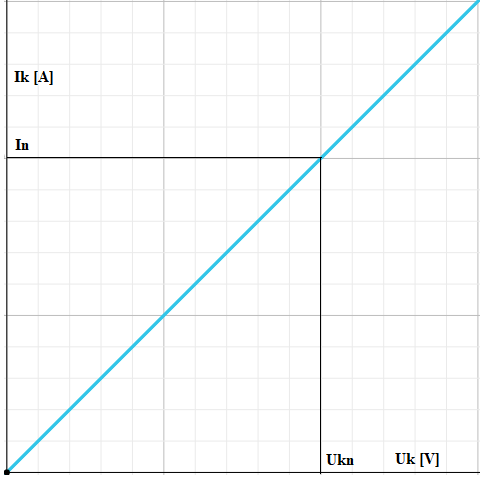 Ik [A]
In
Ukn
Uk [V]